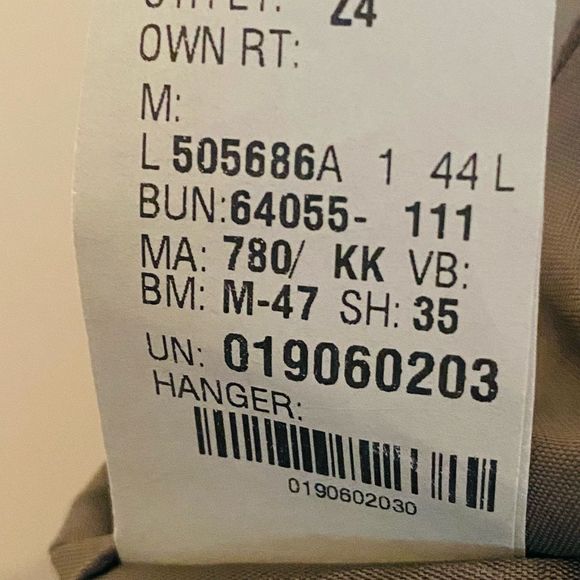 24
OWN RT:
M:
L 505686A 1 44 L
BUN:64055- 111
MA: 780/ KK VB:
BM: M-47 SH: 35
UN: 019060203
HANGER:
0190602030